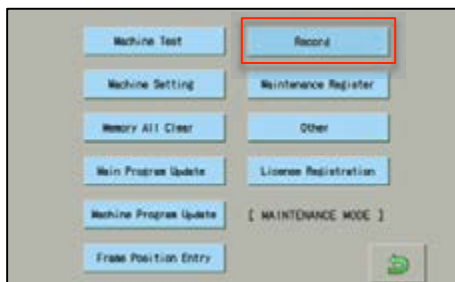 Machine Test
Record
Machine Setting
Maintenance Register
Memory All Clear
Other
Main Program Update
License Registration
Machine Program Update
[ MAINTENANCE MODE ]
Frame Position Entry